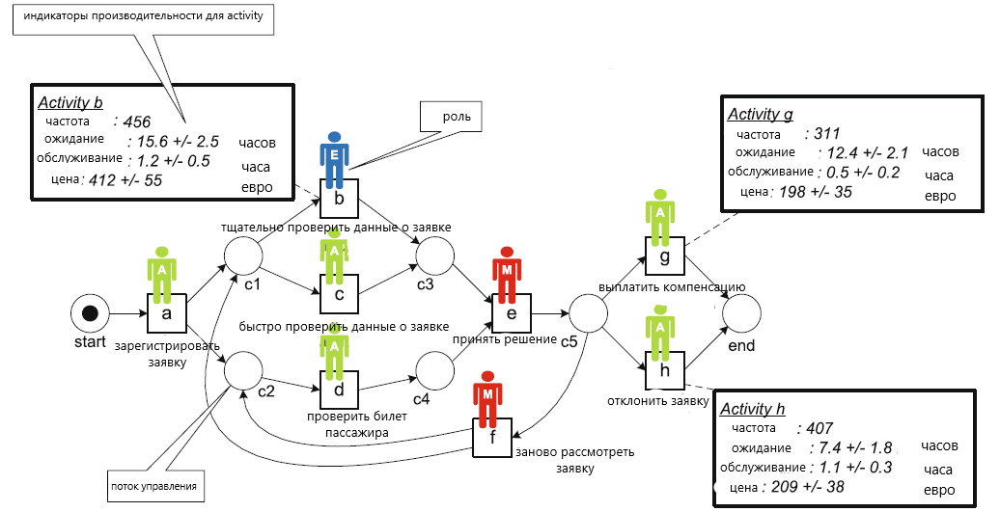 индикаторы производительности для activity
Activity b
частота : 456
ожидание : 15.6 +/- 2.5 часов
обслуживание : 1.2 +/- 0.5 часа
цена : 412 +/- 55 евро
роль
Activity g
частота : 311
ожидание : 12.4 +/- 2.1 часов
обслуживание : 0.5 +/- 0.2 часа
цена : 198 +/- 35 евро
E
b
тщательно проверить данные о заявке
A
c
c1
c3
быстро проверить данные о заявке
A
a
start
зарегистрировать
заявку
M
e
принять решение
c5
A
g
выплатить компенсацию
end
A
h
отклонить заявку
A
d
c2
c4
проверить билет
пассажира
M
f
заново рассмотреть
заявку
поток управления
Activity h
частота : 407
ожидание : 7.4 +/- 1.8 часов
обслуживание : 1.1 +/- 0.3 часа
цена : 209 +/- 38 евро